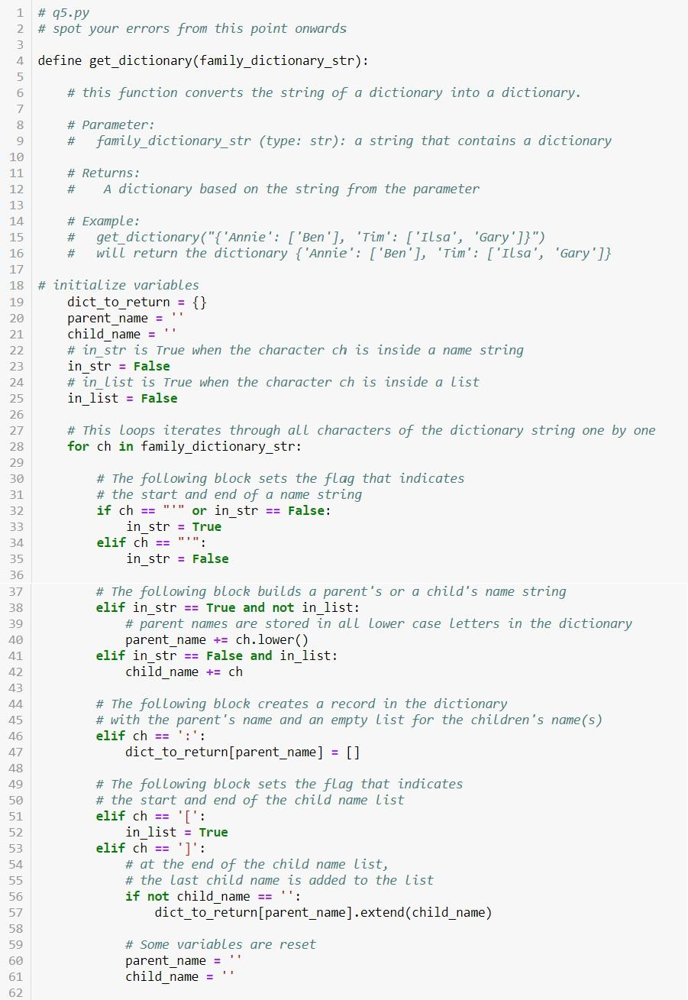 1 # q5.py
2 # spot your errors from this point onwards
3
4 define get_dictionary(family_dictionary_str):
5
6     # this function converts the string of a dictionary into a dictionary.
7
8     # Parameter:
9     #   family_dictionary_str (type: str): a string that contains a dictionary
10
11     # Returns:
12     #    A dictionary based on the string from the parameter
13
14     # Example:
15     #   get_dictionary("{'Annie': ['Ben'], 'Tim': ['Ilsa', 'Gary']}")
16     #   will return the dictionary {'Annie': ['Ben'], 'Tim': ['Ilsa', 'Gary']}
17
18 # initialize variables
19     dict_to_return = {}
20     parent_name = ''
21     child_name = ''
22     # in_str is True when the character ch is inside a name string
23     in_str = False
24     # in_list is True when the character ch is inside a list
25     in_list = False
26
27     # This loops iterates through all characters of the dictionary string one by one
28     for ch in family_dictionary_str:
29
30         # The following block sets the flag that indicates
31         # the start and end of a name string
32         if ch == "'" or in_str == False:
33             in_str = True
34         elif ch == "'":
35             in_str = False
36
37         # The following block builds a parent's or a child's name string
38         elif in_str == True and not in_list:
39             # parent names are stored in all lower case letters in the dictionary
40             parent_name += ch.lower()
41         elif in_str == False and in_list:
42             child_name += ch
43
44         # The following block creates a record in the dictionary
45         # with the parent's name and an empty list for the children's name(s)
46         elif ch == ':':
47             dict_to_return[parent_name] = []
48
49         # The following block sets the flag that indicates
50         # the start and end of the child name list
51         elif ch == '[':
52             in_list = True
53         elif ch == ']':
54             # at the end of the child name list,
55             # the last child name is added to the list
56             if not child_name == '':
57                 dict_to_return[parent_name].extend(child_name)
58
59             # Some variables are reset
60             parent_name = ''
61             child_name = ''
62